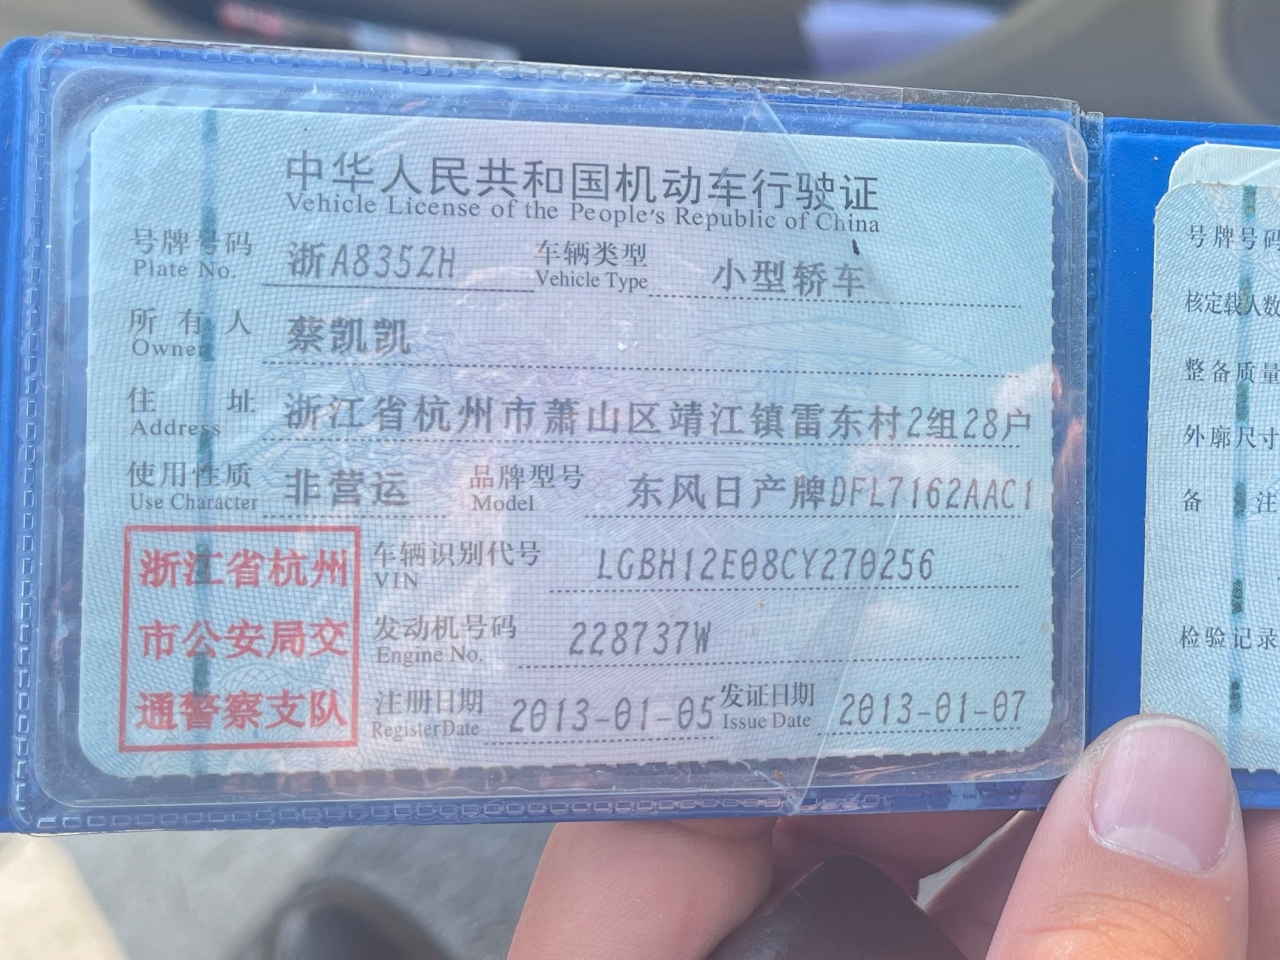 中华人民共和国机动车行驶证
Vehicle License of the People's Republic of China
号牌号码 浙A835ZH 车辆类型 小型轿车
Plate No. Vehicle Type
所有人 蔡凯凯
Owner
住址 浙江省杭州市萧山区靖江镇雷东村2组28户
Address
使用性质 非营运 品牌型号 东风日产牌DFL7162AAC1
Use Character Model
浙江省杭州
市公安局交
通警察支队
车辆识别代号 LGBH12E08CY270256
VIN
发动机号码 228737W
Engine No.
注册日期 2013-01-05 发证日期 2013-01-07
Register Date Issue Date
号牌号码
核定载人数
整备质量
外廓尺寸
备注
检验记录